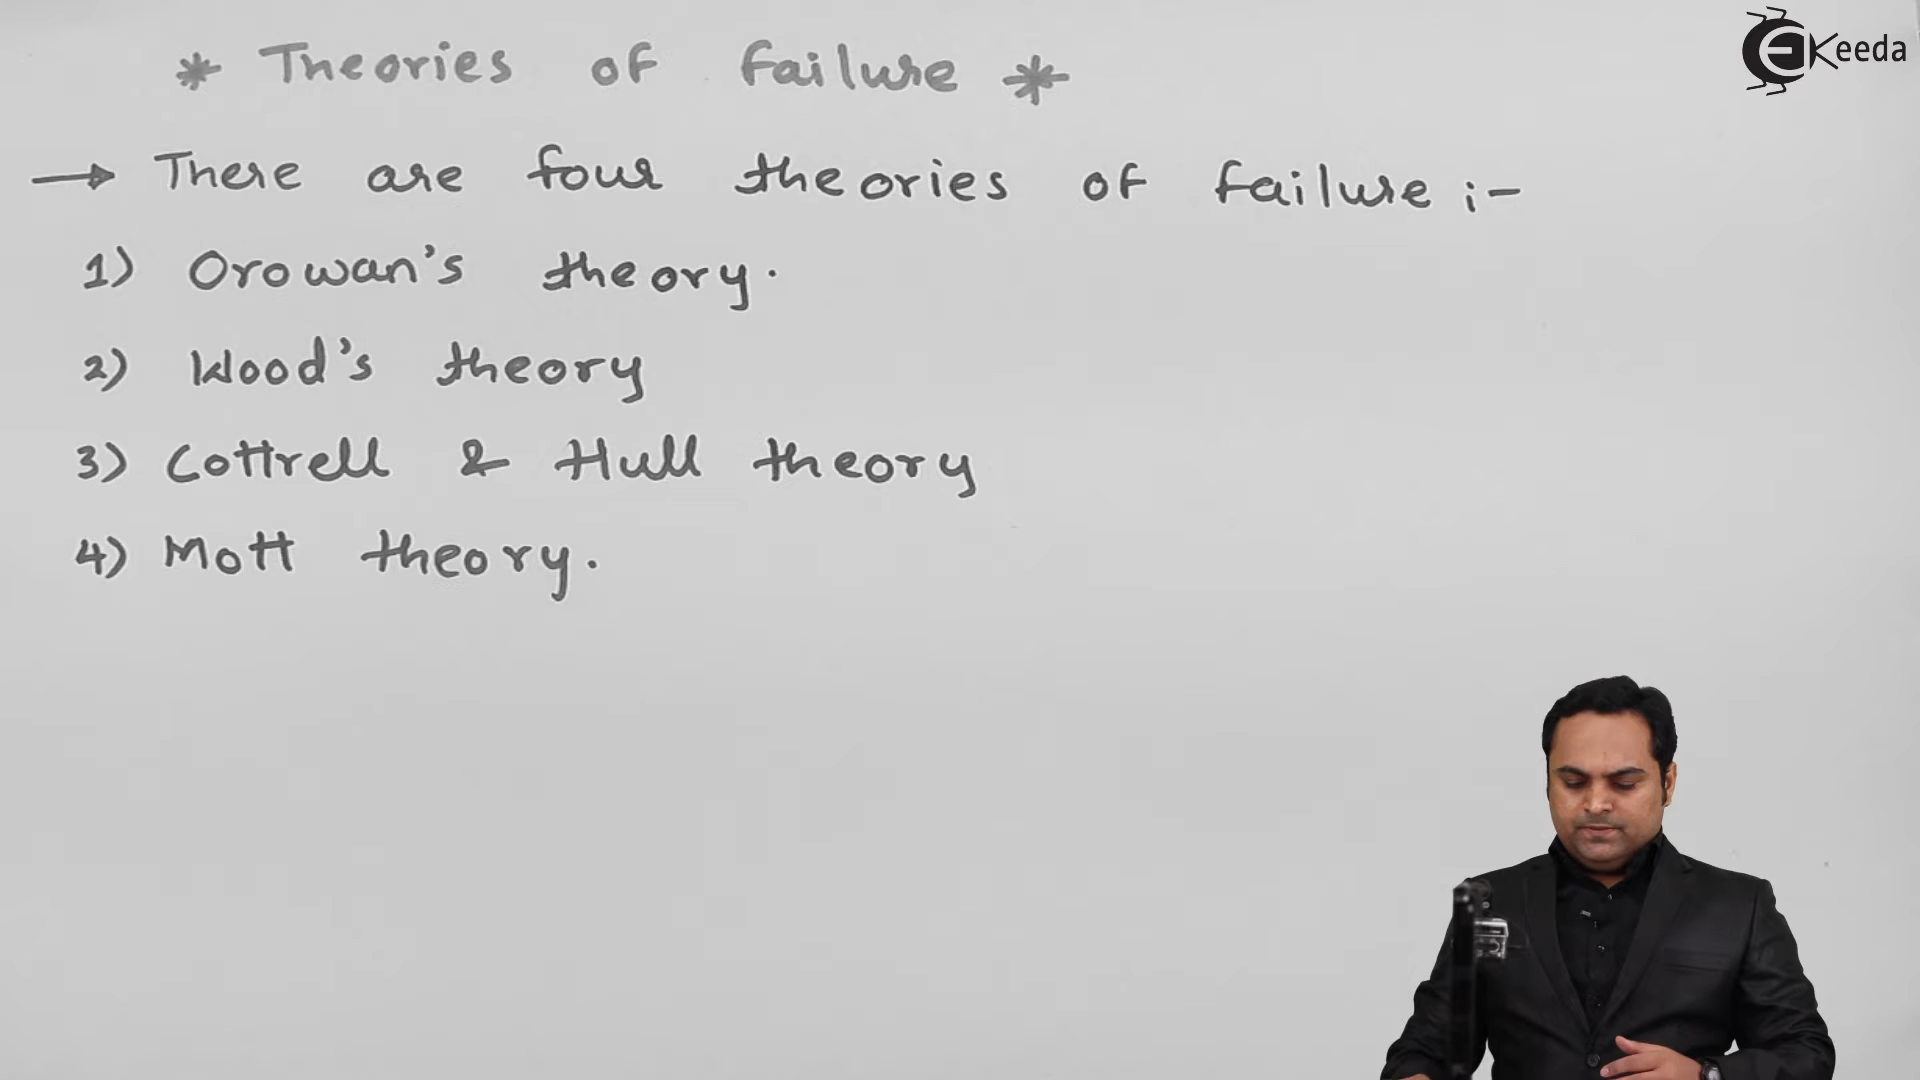 * Theories of failure *
EKeeda
→ There are four theories of failure :-
1) Orowan's theory.
2) Wood's theory
3) Cottrell & Hull theory
4) Mott theory.